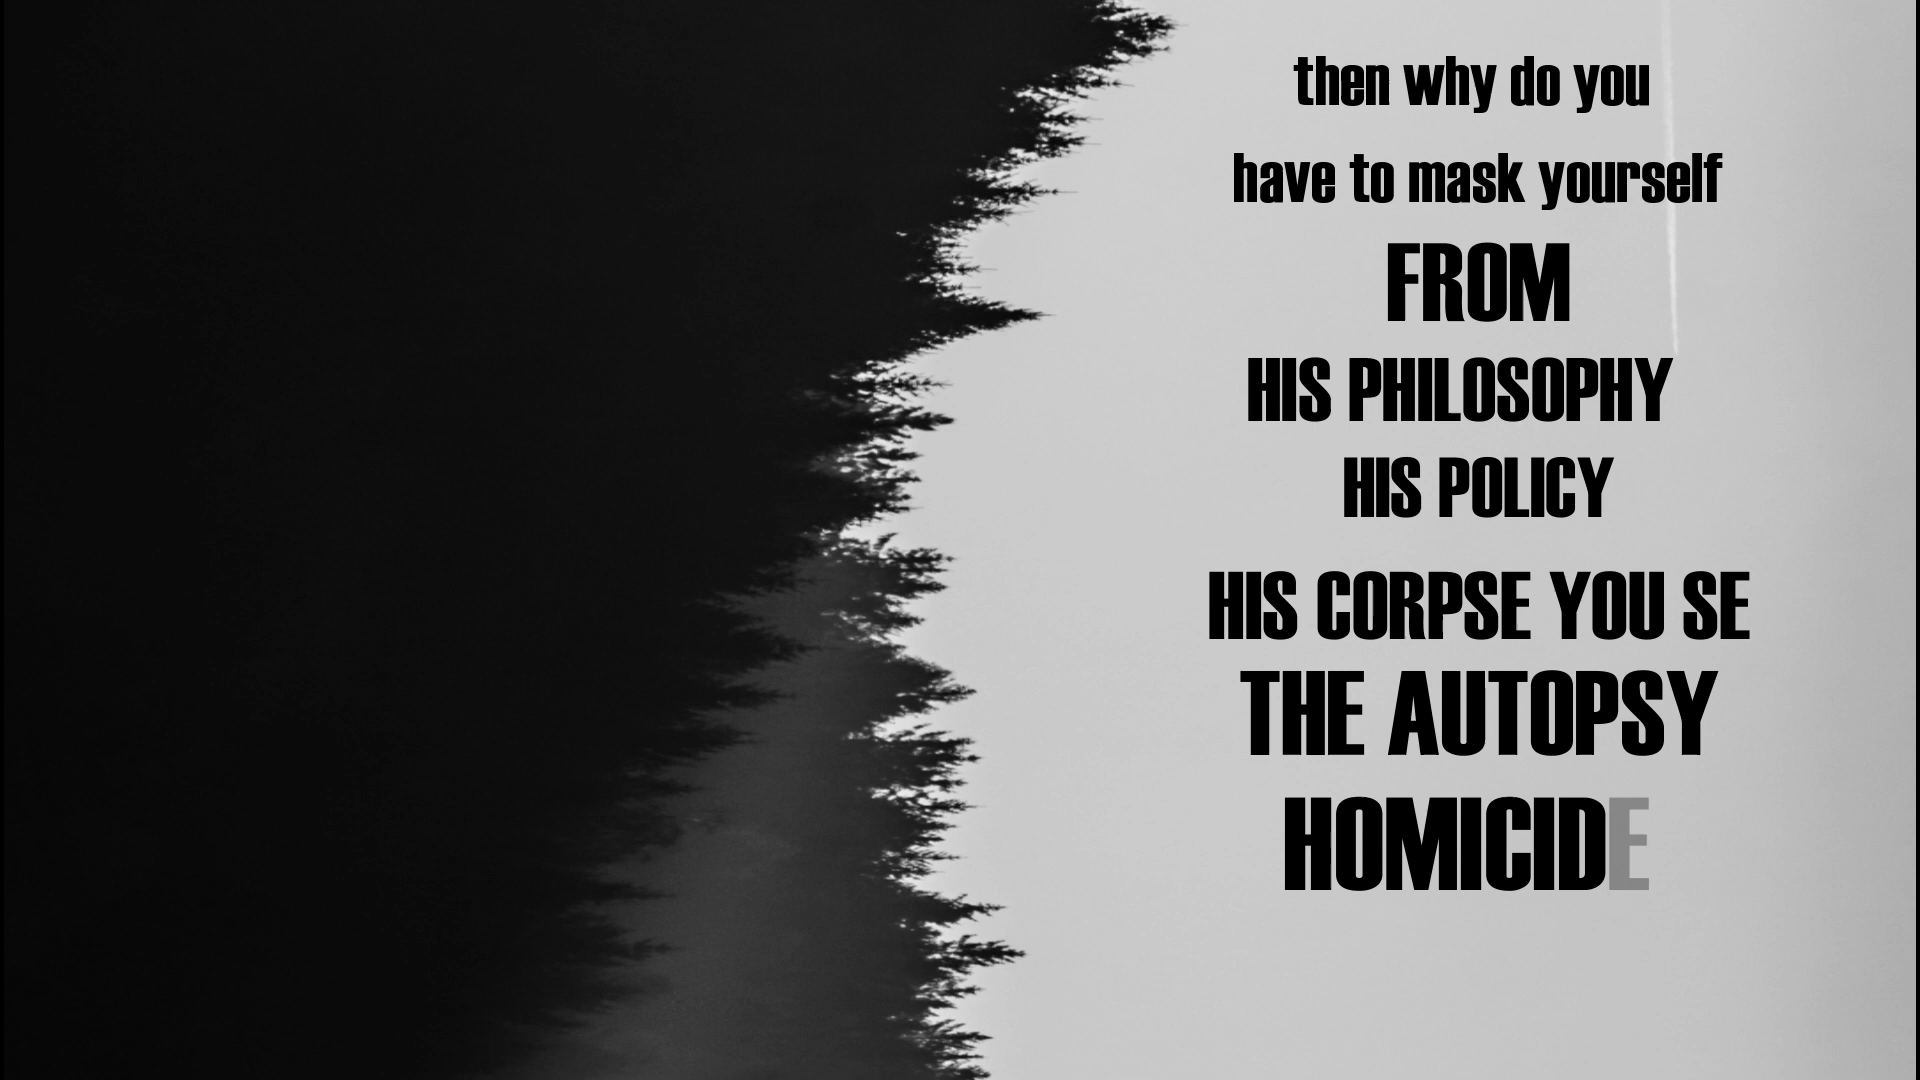 then why do you
have to mask yourself
FROM
HIS PHILOSOPHY
HIS POLICY
HIS CORPSE YOU SE
THE AUTOPSY
HOMICIDE